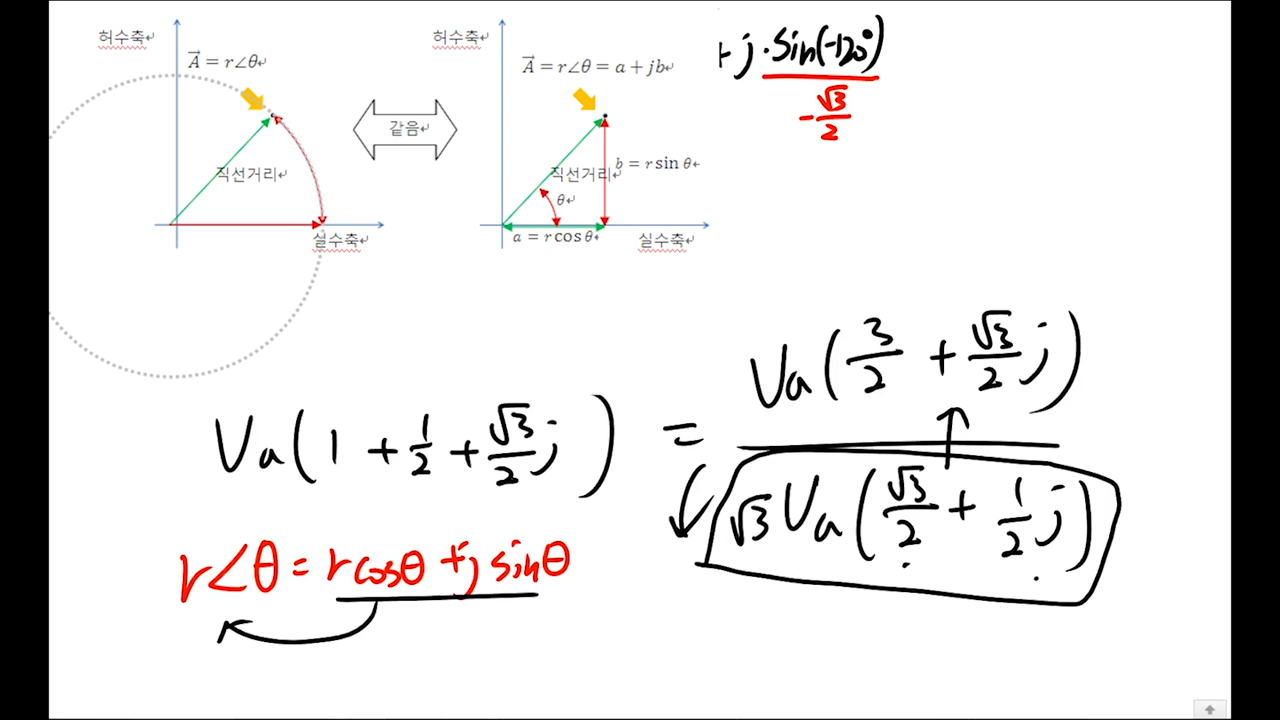 허수축
A⃗ = r∠θ
직선거리
실수축
같음
허수축
A⃗ = r∠θ = a + jb
직선거리
b = r sin θ
θ
a = r cos θ
실수축
+ j·sin(-120°)
-√3/2
Va(1 + 1/2 + √3/2 j) = Va(3/2 + √3/2 j)
√3 Va(√3/2 + 1/2 j)
r∠θ = r cosθ + j sinθ